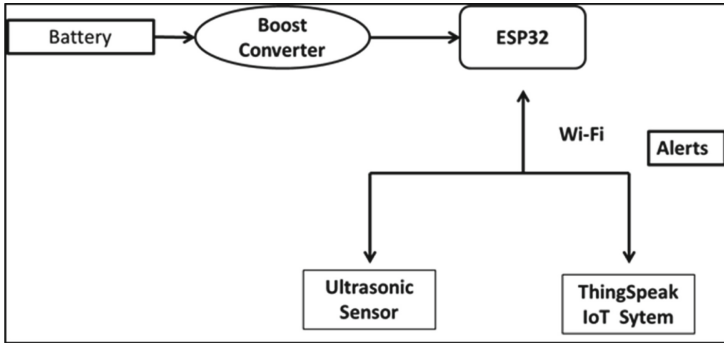 Battery
Boost
Converter
ESP32
Wi-Fi
Alerts
Ultrasonic
Sensor
ThingSpeak
IoT Sytem